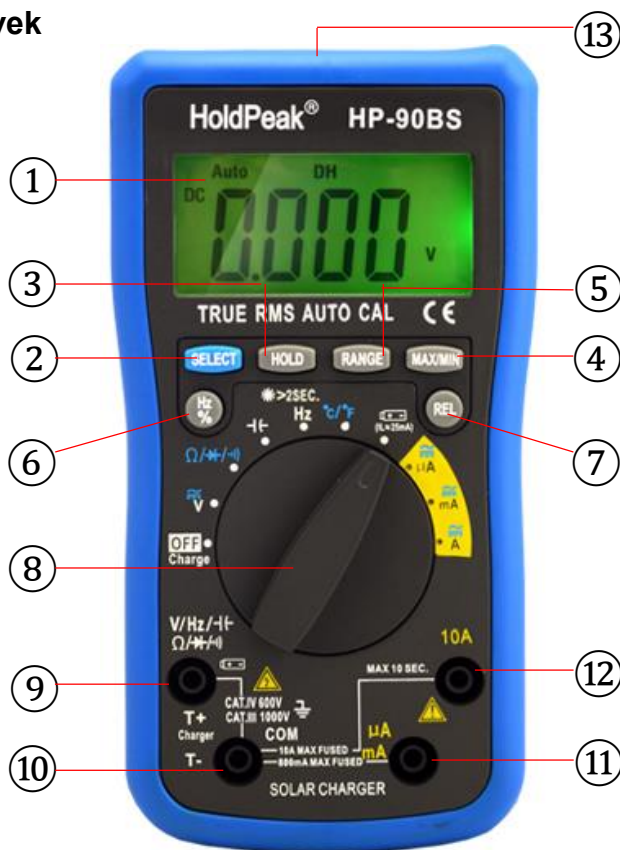 yek
13
HoldPeak® HP-90BS
1
Auto DH
DC 0.000 V
3
5
TRUE RMS AUTO CAL CE
2
SELECT HOLD RANGE MAX/MIN
4
Hz % >2SEC. REL
6
Hz °C/°F (IL≈25mA)
7
Ω
µA
V
mA
OFF
A
Charge
8
V/Hz/
10A
Ω
MAX 10 SEC.
9
12
CAT.IV 600V
CAT.III 1000V
T+
Charger
COM
µA
10A MAX FUSED
mA
T-
800mA MAX FUSED
10
11
SOLAR CHARGER